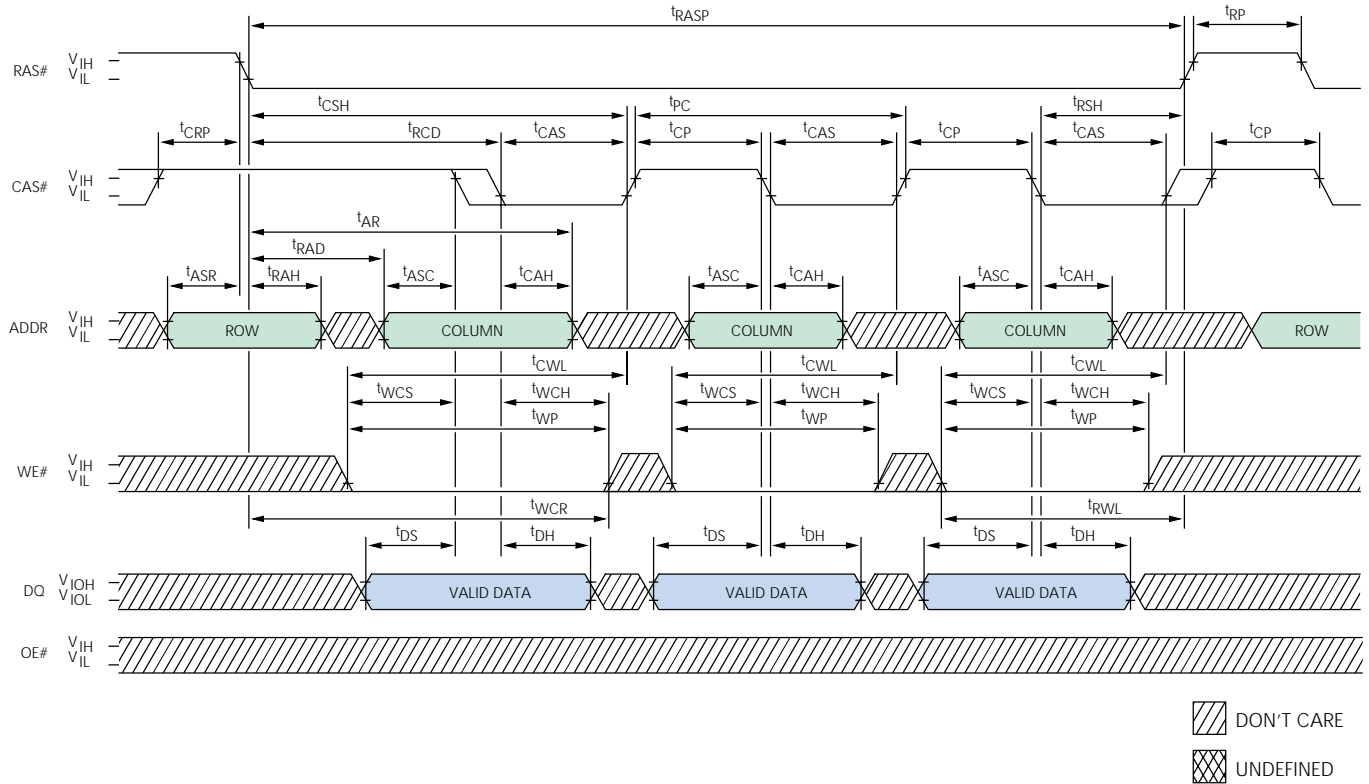 tRASP tRP
RAS# VIH
VIL
tCSH tPC tRSH
tCRP tRCD tCAS tCP tCAS tCP tCAS tCP
CAS# VIH
VIL
tAR
tRAD
tASR tRAH tASC tCAH tASC tCAH tASC tCAH
ADDR VIH
VIL
ROW COLUMN COLUMN COLUMN ROW
tCWL tCWL tCWL
tWCS tWCH tWCS tWCH tWCS tWCH
tWP tWP tWP
WE# VIH
VIL
tWCR tRWL
tDS tDH tDS tDH tDS tDH
DQ VIOH
VIOL
VALID DATA VALID DATA VALID DATA
OE# VIH
VIL
DON'T CARE
UNDEFINED